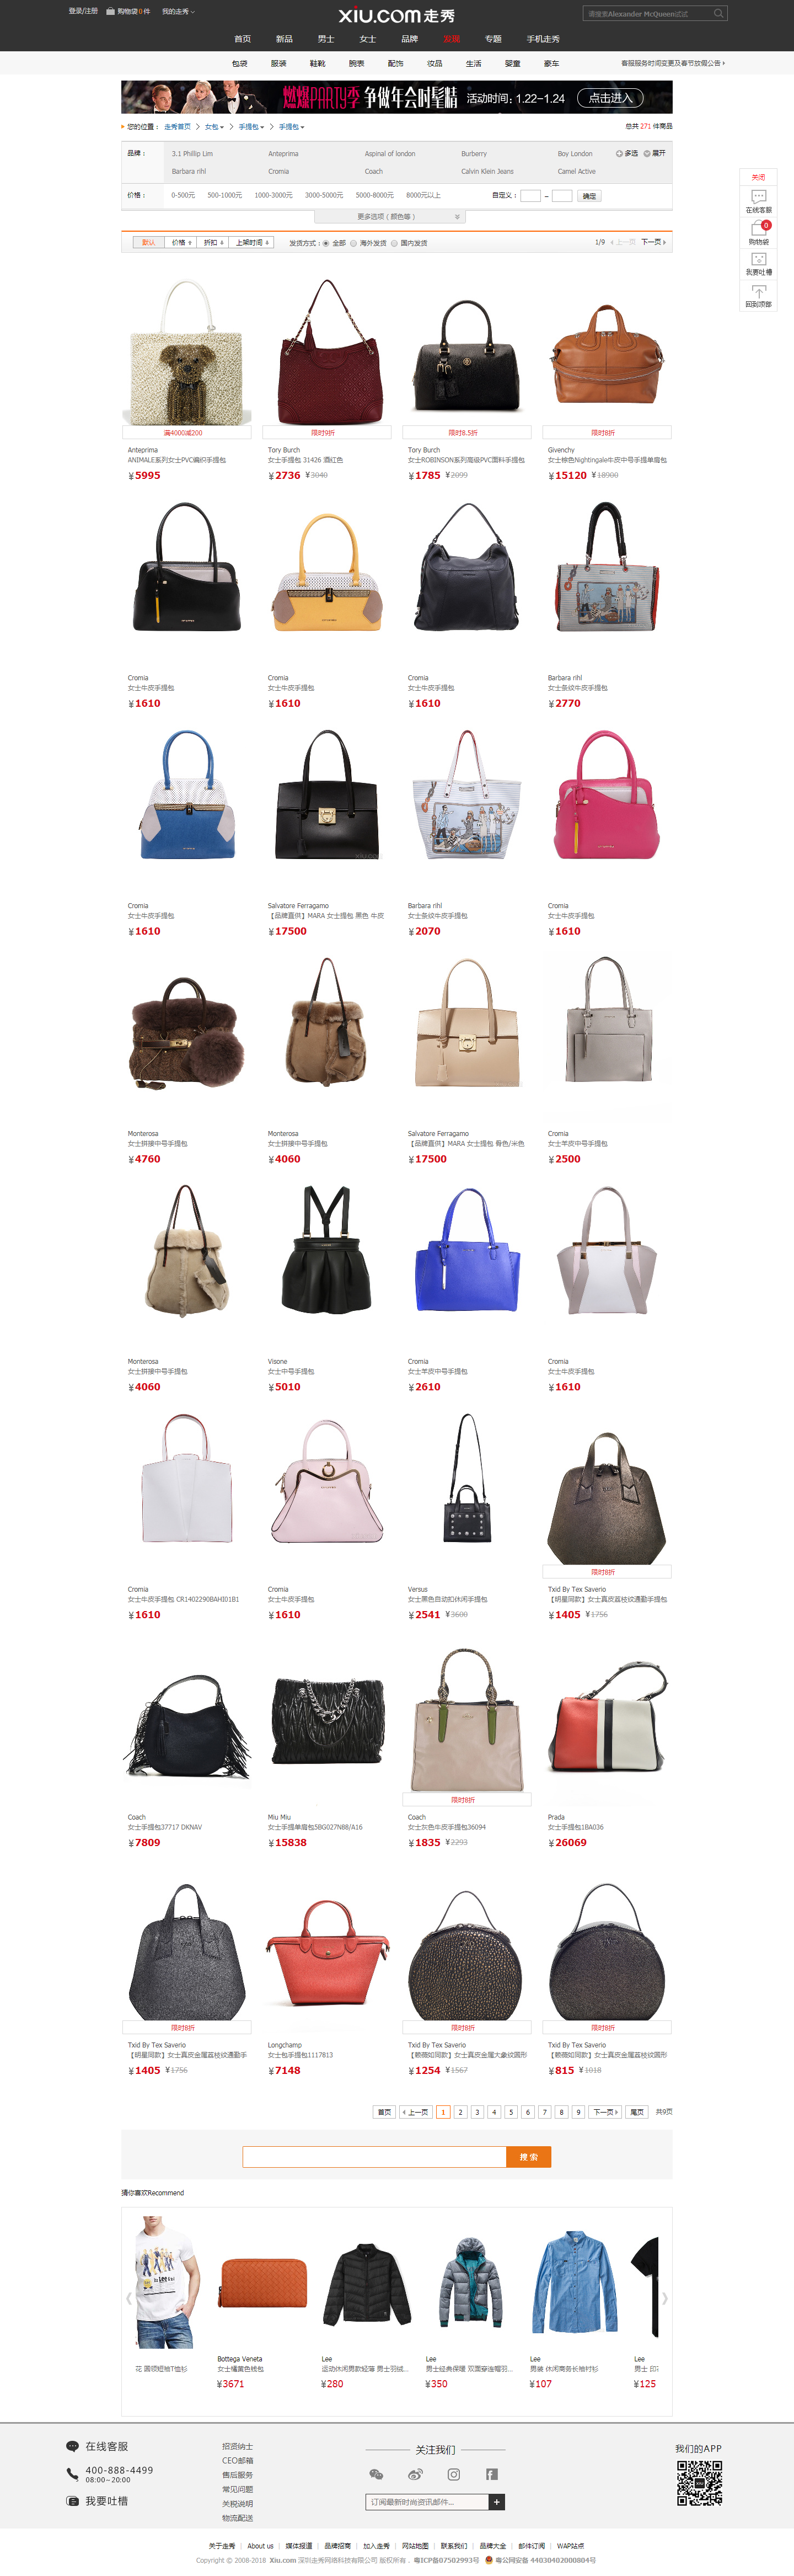 登录/注册 购物袋0件 我的走秀
xiu.com走秀
请搜索Alexander McQueen试试
首页 新品 男士 女士 品牌 发现 专题 手机走秀
包袋 服装 鞋靴 腕表 配饰 妆品 生活 婴童 豪车
客服服务时间变更及春节放假公告
燃爆PARTY季 争做年会时髦精 活动时间:1.22-1.24 点击进入
您的位置： 走秀首页 女包 手提包 手提包
总共 271 件商品
品牌： 3.1 Phillip Lim Anteprima Aspinal of london Burberry Boy London 多选 展开
Barbara rihl Cromia Coach Calvin Klein Jeans Camel Active
价格： 0-500元 500-1000元 1000-3000元 3000-5000元 5000-8000元 8000元以上 自定义： – 确定
更多选项（颜色等）
默认 价格 折扣 上架时间 发货方式： 全部 海外发货 国内发货
1/9 上一页 下一页
关闭
在线客服
0
购物袋
我要吐槽
回到顶部
满4000减200 限时9折 限时8.5折 限时8折
Anteprima Tory Burch Tory Burch Givenchy
ANIMALE系列女士PVC编织手提包 女士手提包 31426 酒红色 女士ROBINSON系列高级PVC面料手提包 女士棕色Nightingale牛皮中号手提单肩包
¥5995 ¥2736 ¥3040 ¥1785 ¥2099 ¥15120 ¥18900
Cromia Cromia Cromia Barbara rihl
女士牛皮手提包 女士牛皮手提包 女士牛皮手提包 女士条纹牛皮手提包
¥1610 ¥1610 ¥1610 ¥2770
Cromia Salvatore Ferragamo Barbara rihl Cromia
女士牛皮手提包 【品牌直供】MARA 女士提包 黑色 牛皮 女士条纹牛皮手提包 女士牛皮手提包
¥1610 ¥17500 ¥2070 ¥1610
Monterosa Monterosa Salvatore Ferragamo Cromia
女士拼接中号手提包 女士拼接中号手提包 【品牌直供】MARA 女士提包 骨色/米色 女士羊皮中号手提包
¥4760 ¥4060 ¥17500 ¥2500
Monterosa Visone Cromia Cromia
女士拼接中号手提包 女士中号手提包 女士羊皮中号手提包 女士牛皮手提包
¥4060 ¥5010 ¥2610 ¥1610
限时8折
Cromia Cromia Versus Txid By Tex Saverio
女士牛皮手提包 CR1402290BAHI01B1 女士牛皮手提包 女士黑色自动扣休闲手提包 【明星同款】女士真皮荔枝纹通勤手提包
¥1610 ¥1610 ¥2541 ¥3600 ¥1405 ¥1756
限时8折
Coach Miu Miu Coach Prada
女士手提包37717 DKNAV 女士手提单肩包5BG027N88/A16 女士灰色牛皮手提包36094 女士手提包1BA036
¥7809 ¥15838 ¥1835 ¥2293 ¥26069
限时8折 限时8折 限时8折
Txid By Tex Saverio Longchamp Txid By Tex Saverio Txid By Tex Saverio
【明星同款】女士真皮金属荔枝纹通勤手 女士包手提包1117813 【赖薇如同款】女士真皮金属大象纹圆形 【赖薇如同款】女士真皮金属荔枝纹圆形
¥1405 ¥1756 ¥7148 ¥1254 ¥1567 ¥815 ¥1018
首页 上一页 1 2 3 4 5 6 7 8 9 下一页 尾页 共9页
搜 索
猜你喜欢Recommend
Bottega Veneta Lee Lee Lee Lee
花 圆领短袖T恤衫 女士橘黄色钱包 运动休闲男款轻薄 男士羽绒... 男士经典保暖 双面穿连帽羽... 男装 休闲商务长袖衬衫 男士 印花
¥3671 ¥280 ¥350 ¥107 ¥125
在线客服
400-888-4499
08:00~20:00
我要吐槽
招贤纳士
CEO邮箱
售后服务
常见问题
关税说明
物流配送
关注我们
订阅最新时尚资讯邮件... +
我们的APP
关于走秀 | About us | 媒体报道 | 品牌招商 | 加入走秀 | 网站地图 | 联系我们 | 品牌大全 | 邮件订阅 | WAP站点
Copyright © 2008-2018 Xiu.com 深圳走秀网络科技有限公司 版权所有 . 粤ICP备07502993号 粤公网安备 44030402000804号